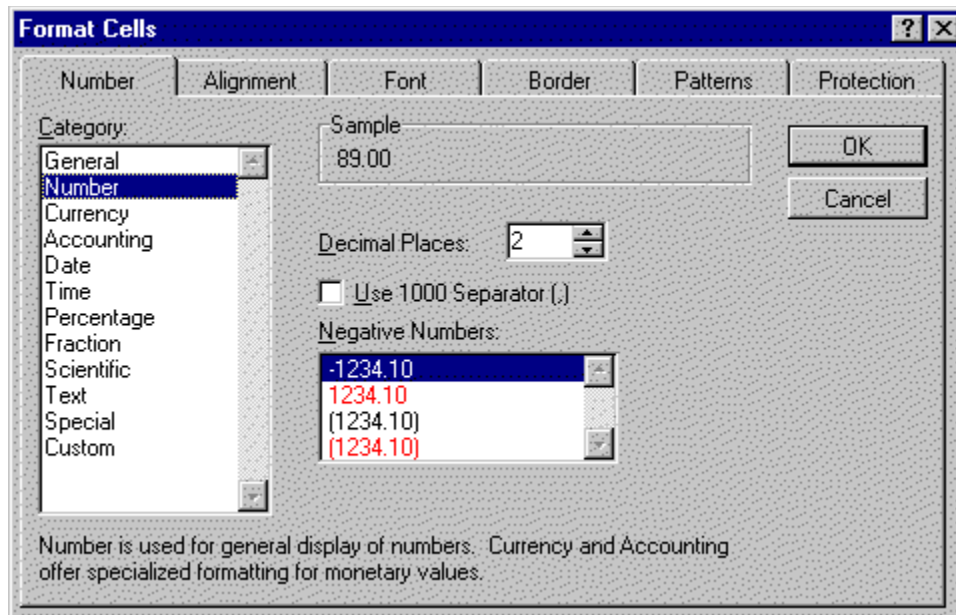 Format Cells
Number Alignment Font Border Patterns Protection
Category:
General
Number
Currency
Accounting
Date
Time
Percentage
Fraction
Scientific
Text
Special
Custom
Sample
89.00
Decimal Places: 2
Use 1000 Separator (,)
Negative Numbers:
-1234.10
1234.10
(1234.10)
(1234.10)
OK
Cancel
Number is used for general display of numbers. Currency and Accounting
offer specialized formatting for monetary values.